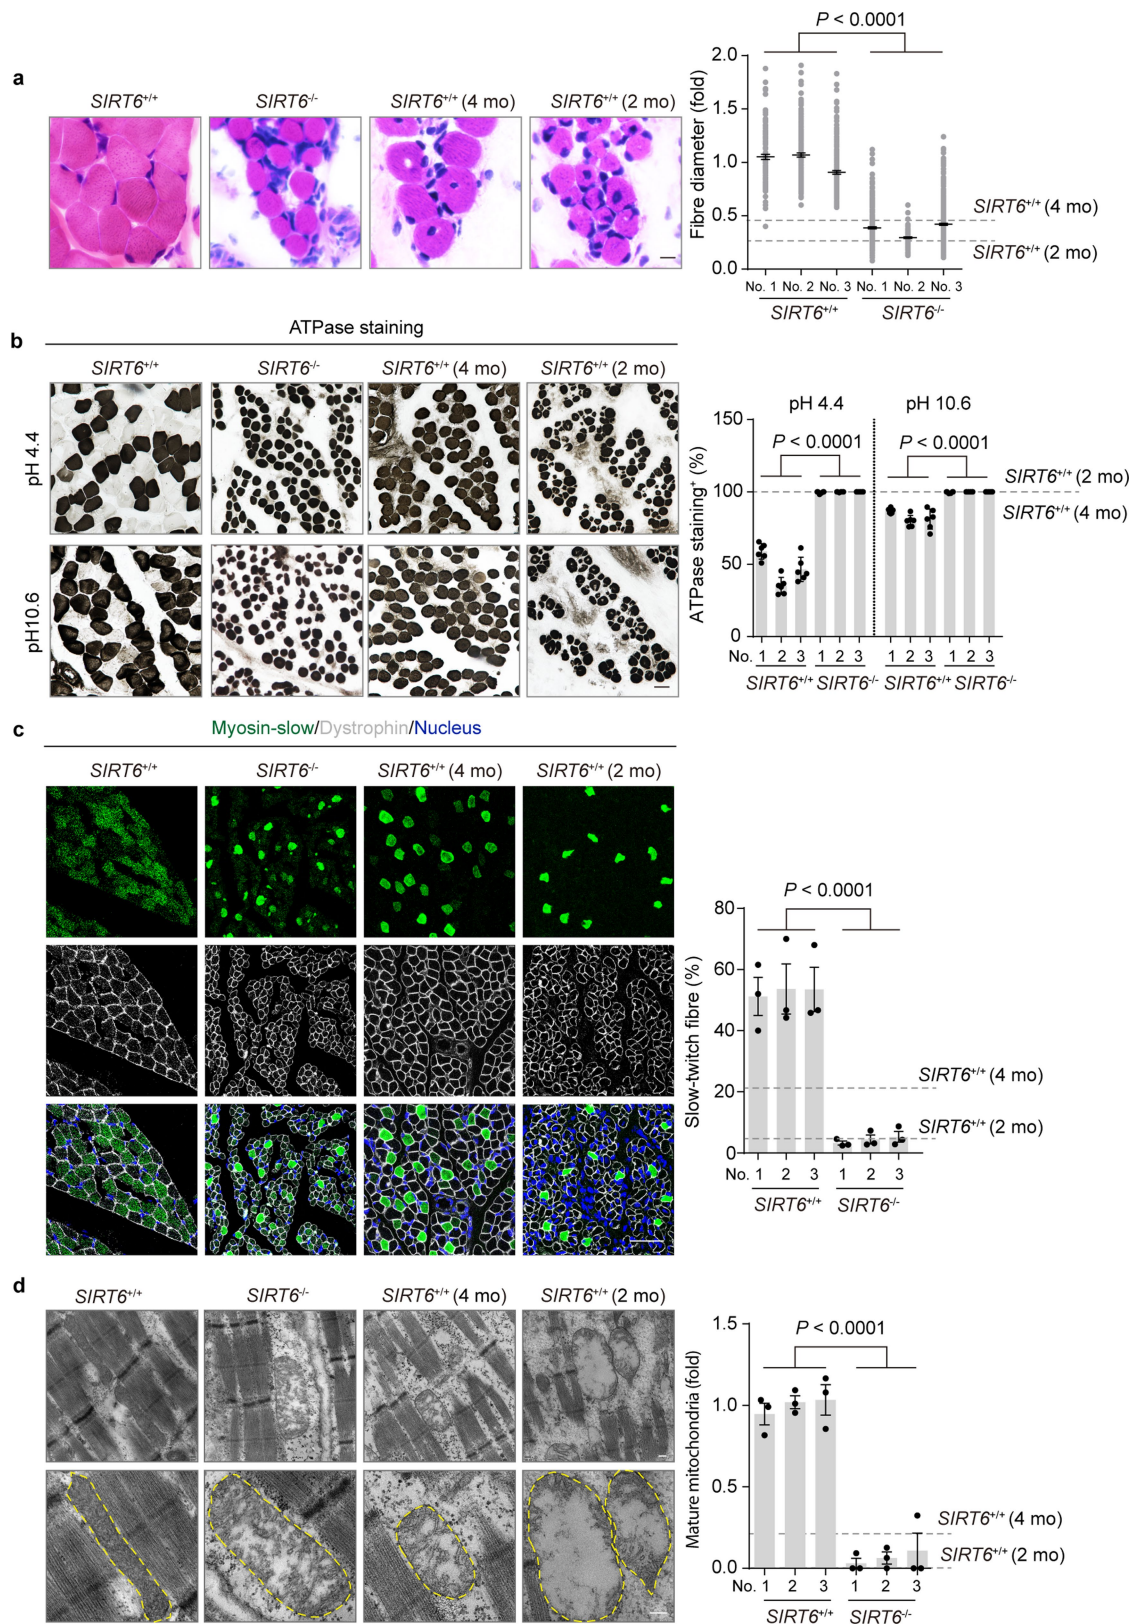 a
SIRT6+/+
SIRT6-/-
SIRT6+/+ (4 mo)
SIRT6+/+ (2 mo)
P < 0.0001
Fibre diameter (fold)
2.0
1.5
1.0
0.5
0.0
SIRT6+/+ (4 mo)
SIRT6+/+ (2 mo)
No. 1 No. 2 No. 3 No. 1 No. 2 No. 3
SIRT6+/+ SIRT6-/-
b
ATPase staining
SIRT6+/+
SIRT6-/-
SIRT6+/+ (4 mo)
SIRT6+/+ (2 mo)
pH 4.4
pH10.6
ATPase staining+ (%)
150
100
50
0
pH 4.4 pH 10.6
P < 0.0001 P < 0.0001
SIRT6+/+ (2 mo)
SIRT6+/+ (4 mo)
No. 1 2 3 1 2 3 1 2 3 1 2 3
SIRT6+/+ SIRT6-/- SIRT6+/+ SIRT6-/-
c
Myosin-slow/Dystrophin/Nucleus
SIRT6+/+
SIRT6-/-
SIRT6+/+ (4 mo)
SIRT6+/+ (2 mo)
P < 0.0001
Slow-twitch fibre (%)
80
60
40
20
0
SIRT6+/+ (4 mo)
SIRT6+/+ (2 mo)
No. 1 2 3 1 2 3
SIRT6+/+ SIRT6-/-
d
SIRT6+/+
SIRT6-/-
SIRT6+/+ (4 mo)
SIRT6+/+ (2 mo)
P < 0.0001
Mature mitochondria (fold)
1.5
1.0
0.5
0.0
SIRT6+/+ (4 mo)
SIRT6+/+ (2 mo)
No. 1 2 3 1 2 3
SIRT6+/+ SIRT6-/-